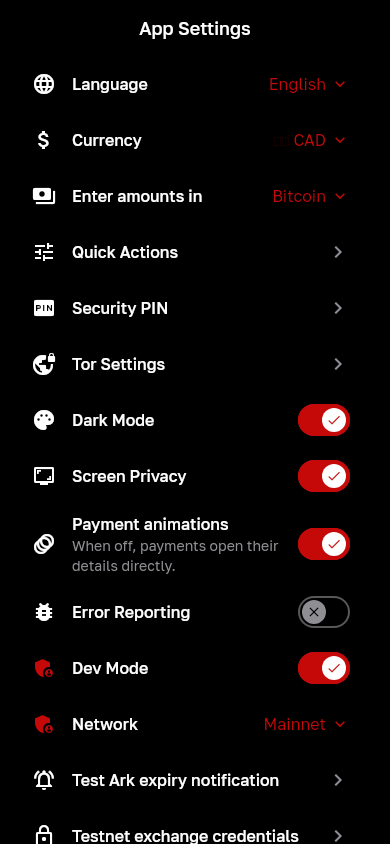 App Settings
Language English
Currency CAD
Enter amounts in Bitcoin
Quick Actions
PIN Security PIN
Tor Settings
Dark Mode
Screen Privacy
Payment animations
When off, payments open their
details directly.
Error Reporting
Dev Mode
Network Mainnet
Test Ark expiry notification
Testnet exchange credentials